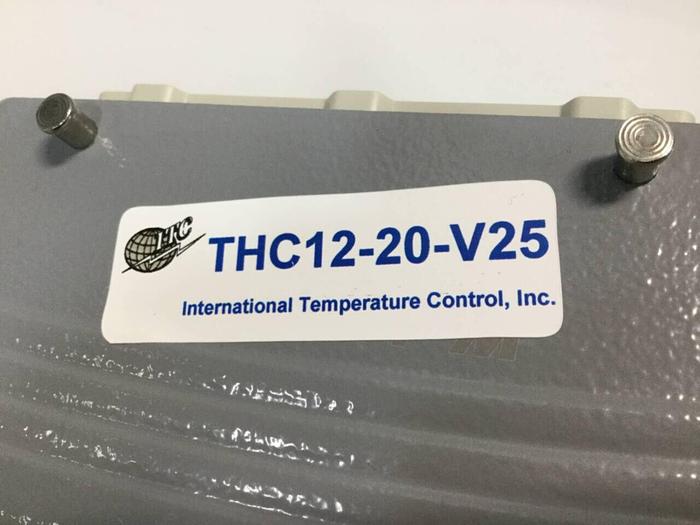 ITC
THC12-20-V25
International Temperature Control, Inc.